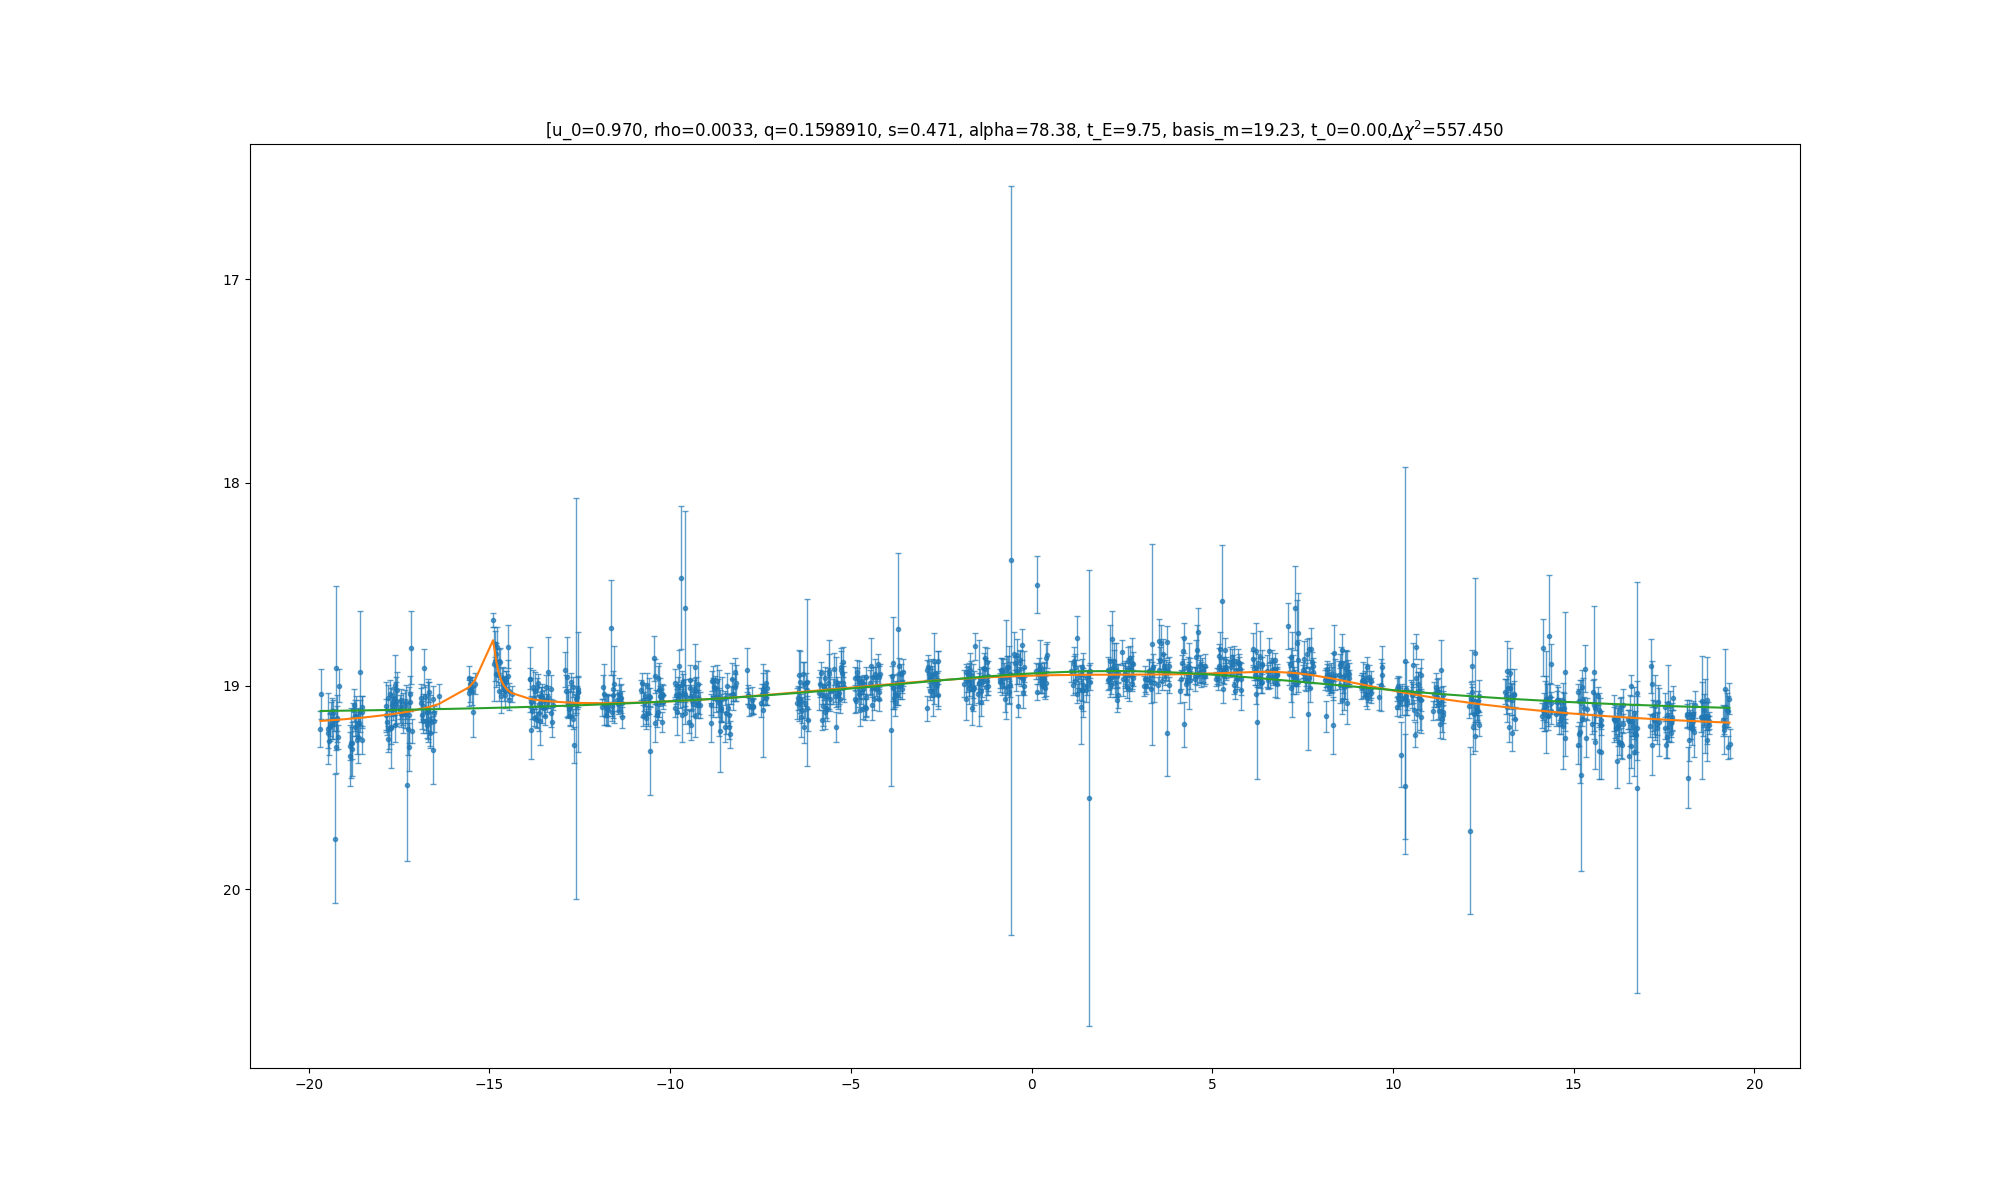 [u_0=0.970, rho=0.0033, q=0.1598910, s=0.471, alpha=78.38, t_E=9.75, basis_m=19.23, t_0=0.00,Δχ²=557.450
17
18
19
20
−20 −15 −10 −5 0 5 10 15 20